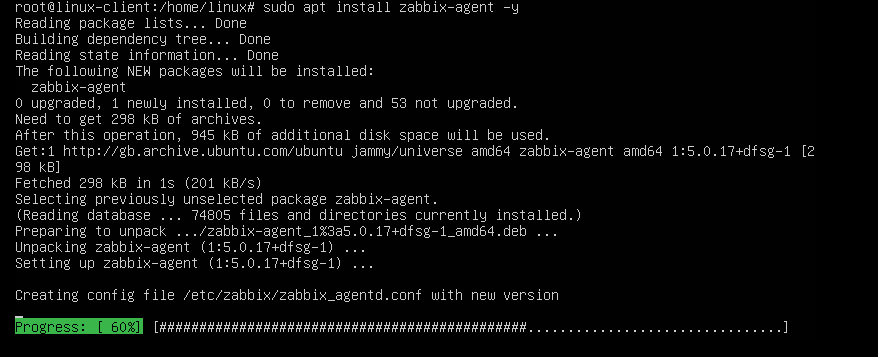 root@linux-client:/home/linux# sudo apt install zabbix-agent -y
Reading package lists... Done
Building dependency tree... Done
Reading state information... Done
The following NEW packages will be installed:
  zabbix-agent
0 upgraded, 1 newly installed, 0 to remove and 53 not upgraded.
Need to get 298 kB of archives.
After this operation, 945 kB of additional disk space will be used.
Get:1 http://gb.archive.ubuntu.com/ubuntu jammy/universe amd64 zabbix-agent amd64 1:5.0.17+dfsg-1 [2
98 kB]
Fetched 298 kB in 1s (201 kB/s)
Selecting previously unselected package zabbix-agent.
(Reading database ... 74805 files and directories currently installed.)
Preparing to unpack .../zabbix-agent_1%3a5.0.17+dfsg-1_amd64.deb ...
Unpacking zabbix-agent (1:5.0.17+dfsg-1) ...
Setting up zabbix-agent (1:5.0.17+dfsg-1) ...

Creating config file /etc/zabbix/zabbix_agentd.conf with new version

Progress: [ 60%] [##############################################................................]